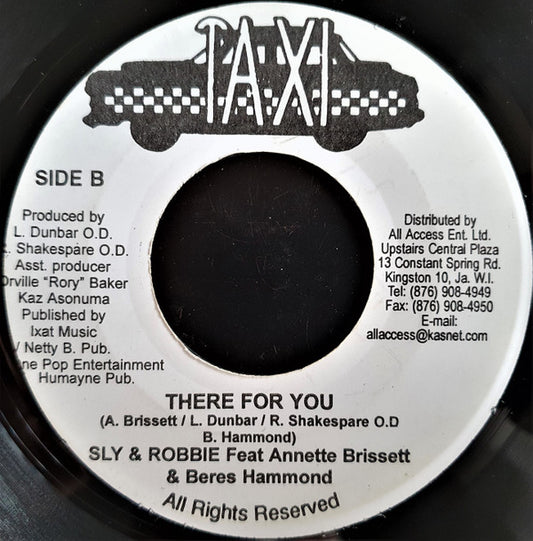 TAXI
SIDE B
Produced by
L. Dunbar O.D.
. Shakespare O.D.
Asst. producer
Orville "Rory" Baker
Kaz Asonuma
Published by
Ixat Music
/ Netty B. Pub.
ne Pop Entertainment
Humayne Pub.
Distributed by
All Access Ent. Ltd.
Upstairs Central Plaza
13 Constant Spring Rd.
Kingston 10, Ja. W.I.
Tel: (876) 908-4949
Fax: (876) 908-4950
E-mail:
allaccess@kasnet.com
THERE FOR YOU
(A. Brissett / L. Dunbar / R. Shakespare O.D
B. Hammond)
SLY & ROBBIE Feat Annette Brissett
& Beres Hammond
All Rights Reserved